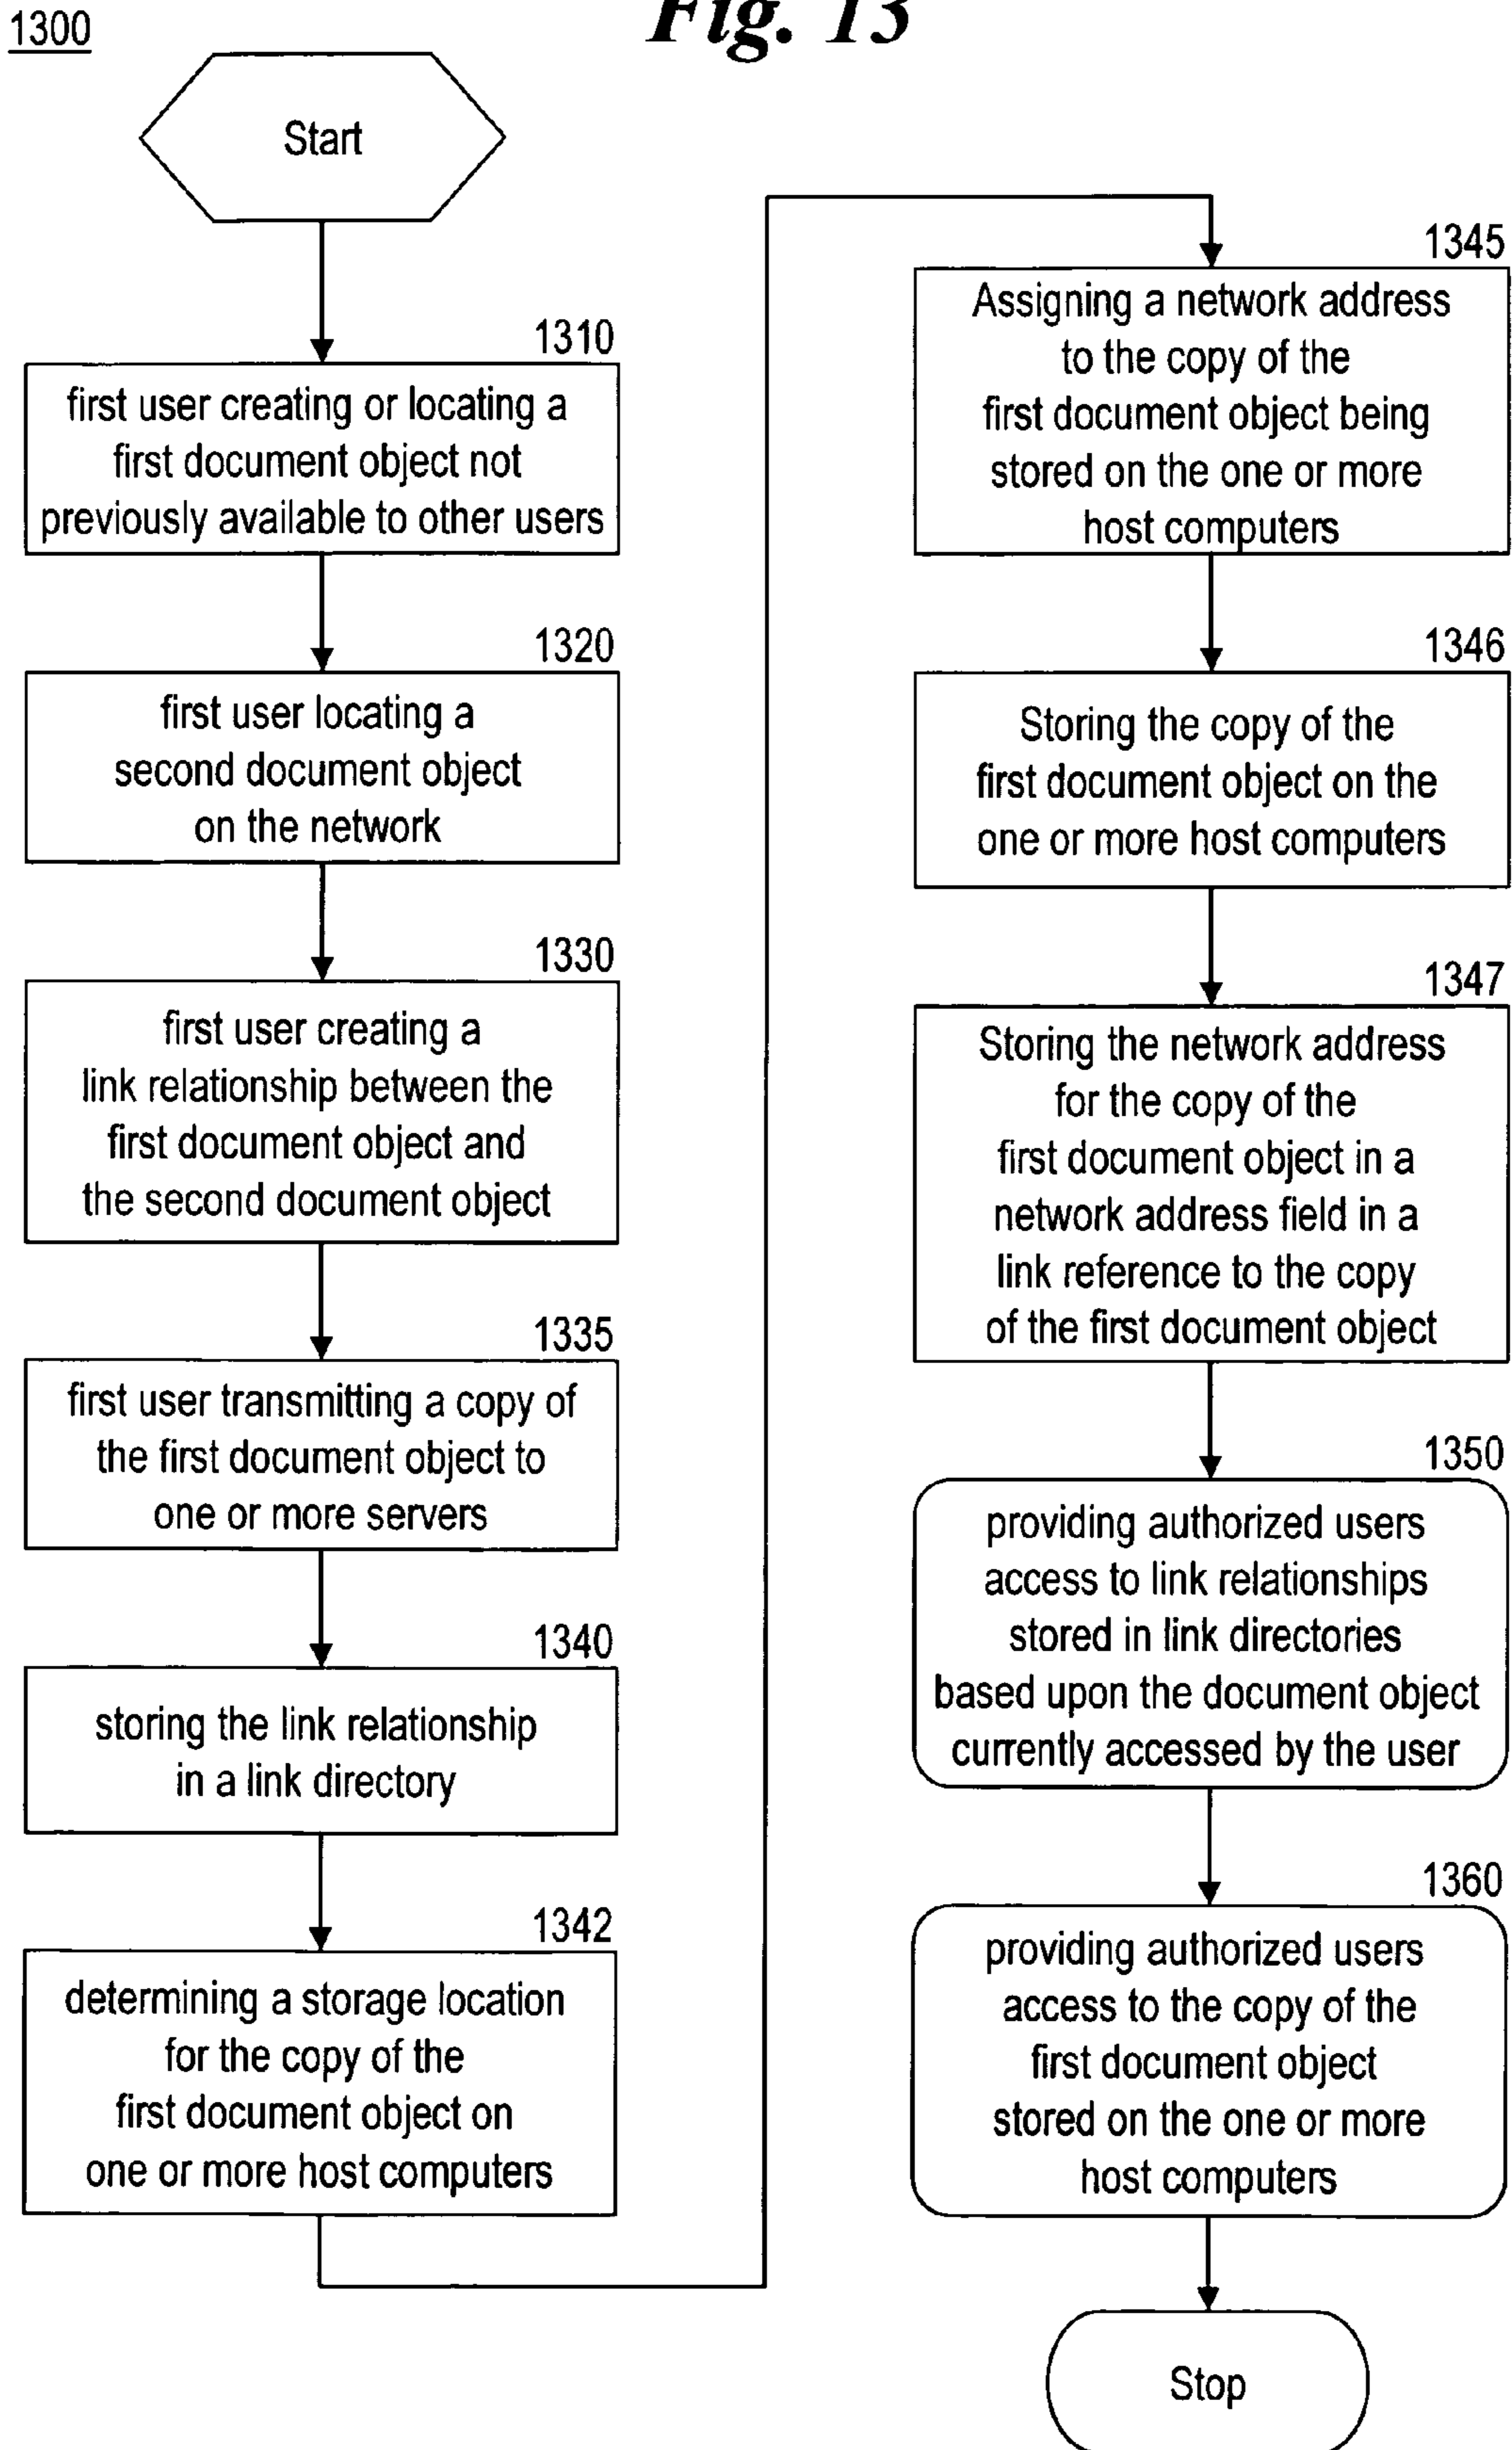 1300
Fig. 13
Start
1310
first user creating or locating a
first document object not
previously available to other users
1320
first user locating a
second document object
on the network
1330
first user creating a
link relationship between the
first document object and
the second document object
1335
first user transmitting a copy of
the first document object to
one or more servers
1340
storing the link relationship
in a link directory
1342
determining a storage location
for the copy of the
first document object on
one or more host computers
1345
Assigning a network address
to the copy of the
first document object being
stored on the one or more
host computers
1346
Storing the copy of the
first document object on the
one or more host computers
1347
Storing the network address
for the copy of the
first document object in a
network address field in a
link reference to the copy
of the first document object
1350
providing authorized users
access to link relationships
stored in link directories
based upon the document object
currently accessed by the user
1360
providing authorized users
access to the copy of the
first document object
stored on the one or more
host computers
Stop